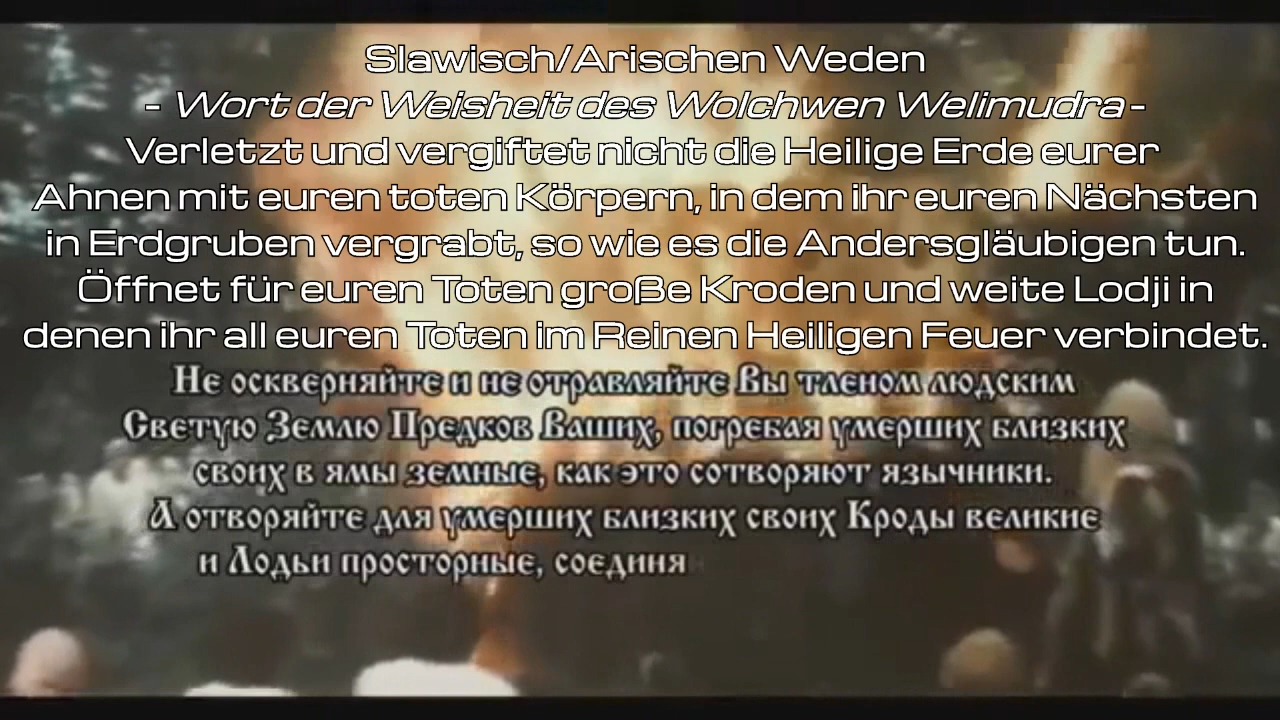 Slawisch/Arischen Weden
- Wort der Weisheit des Wolchwen Welimudra -
Verletzt und vergiftet nicht die Heilige Erde eurer
Ahnen mit euren toten Körpern, in dem ihr euren Nächsten
in Erdgruben vergrabt, so wie es die Andersgläubigen tun.
Öffnet für euren Toten große Kroden und weite Lodji in
denen ihr all euren Toten im Reinen Heiligen Feuer verbindet.
Не оскверняйте и не отравляйте Вы тленом людским
Светую Землю Предков Ваших, погребая умерших близких
своих в ямы земные, как это сотворяют язычники.
А отворяйте для умерших близких своих Кроды великие
и Лодьи просторные, соединя